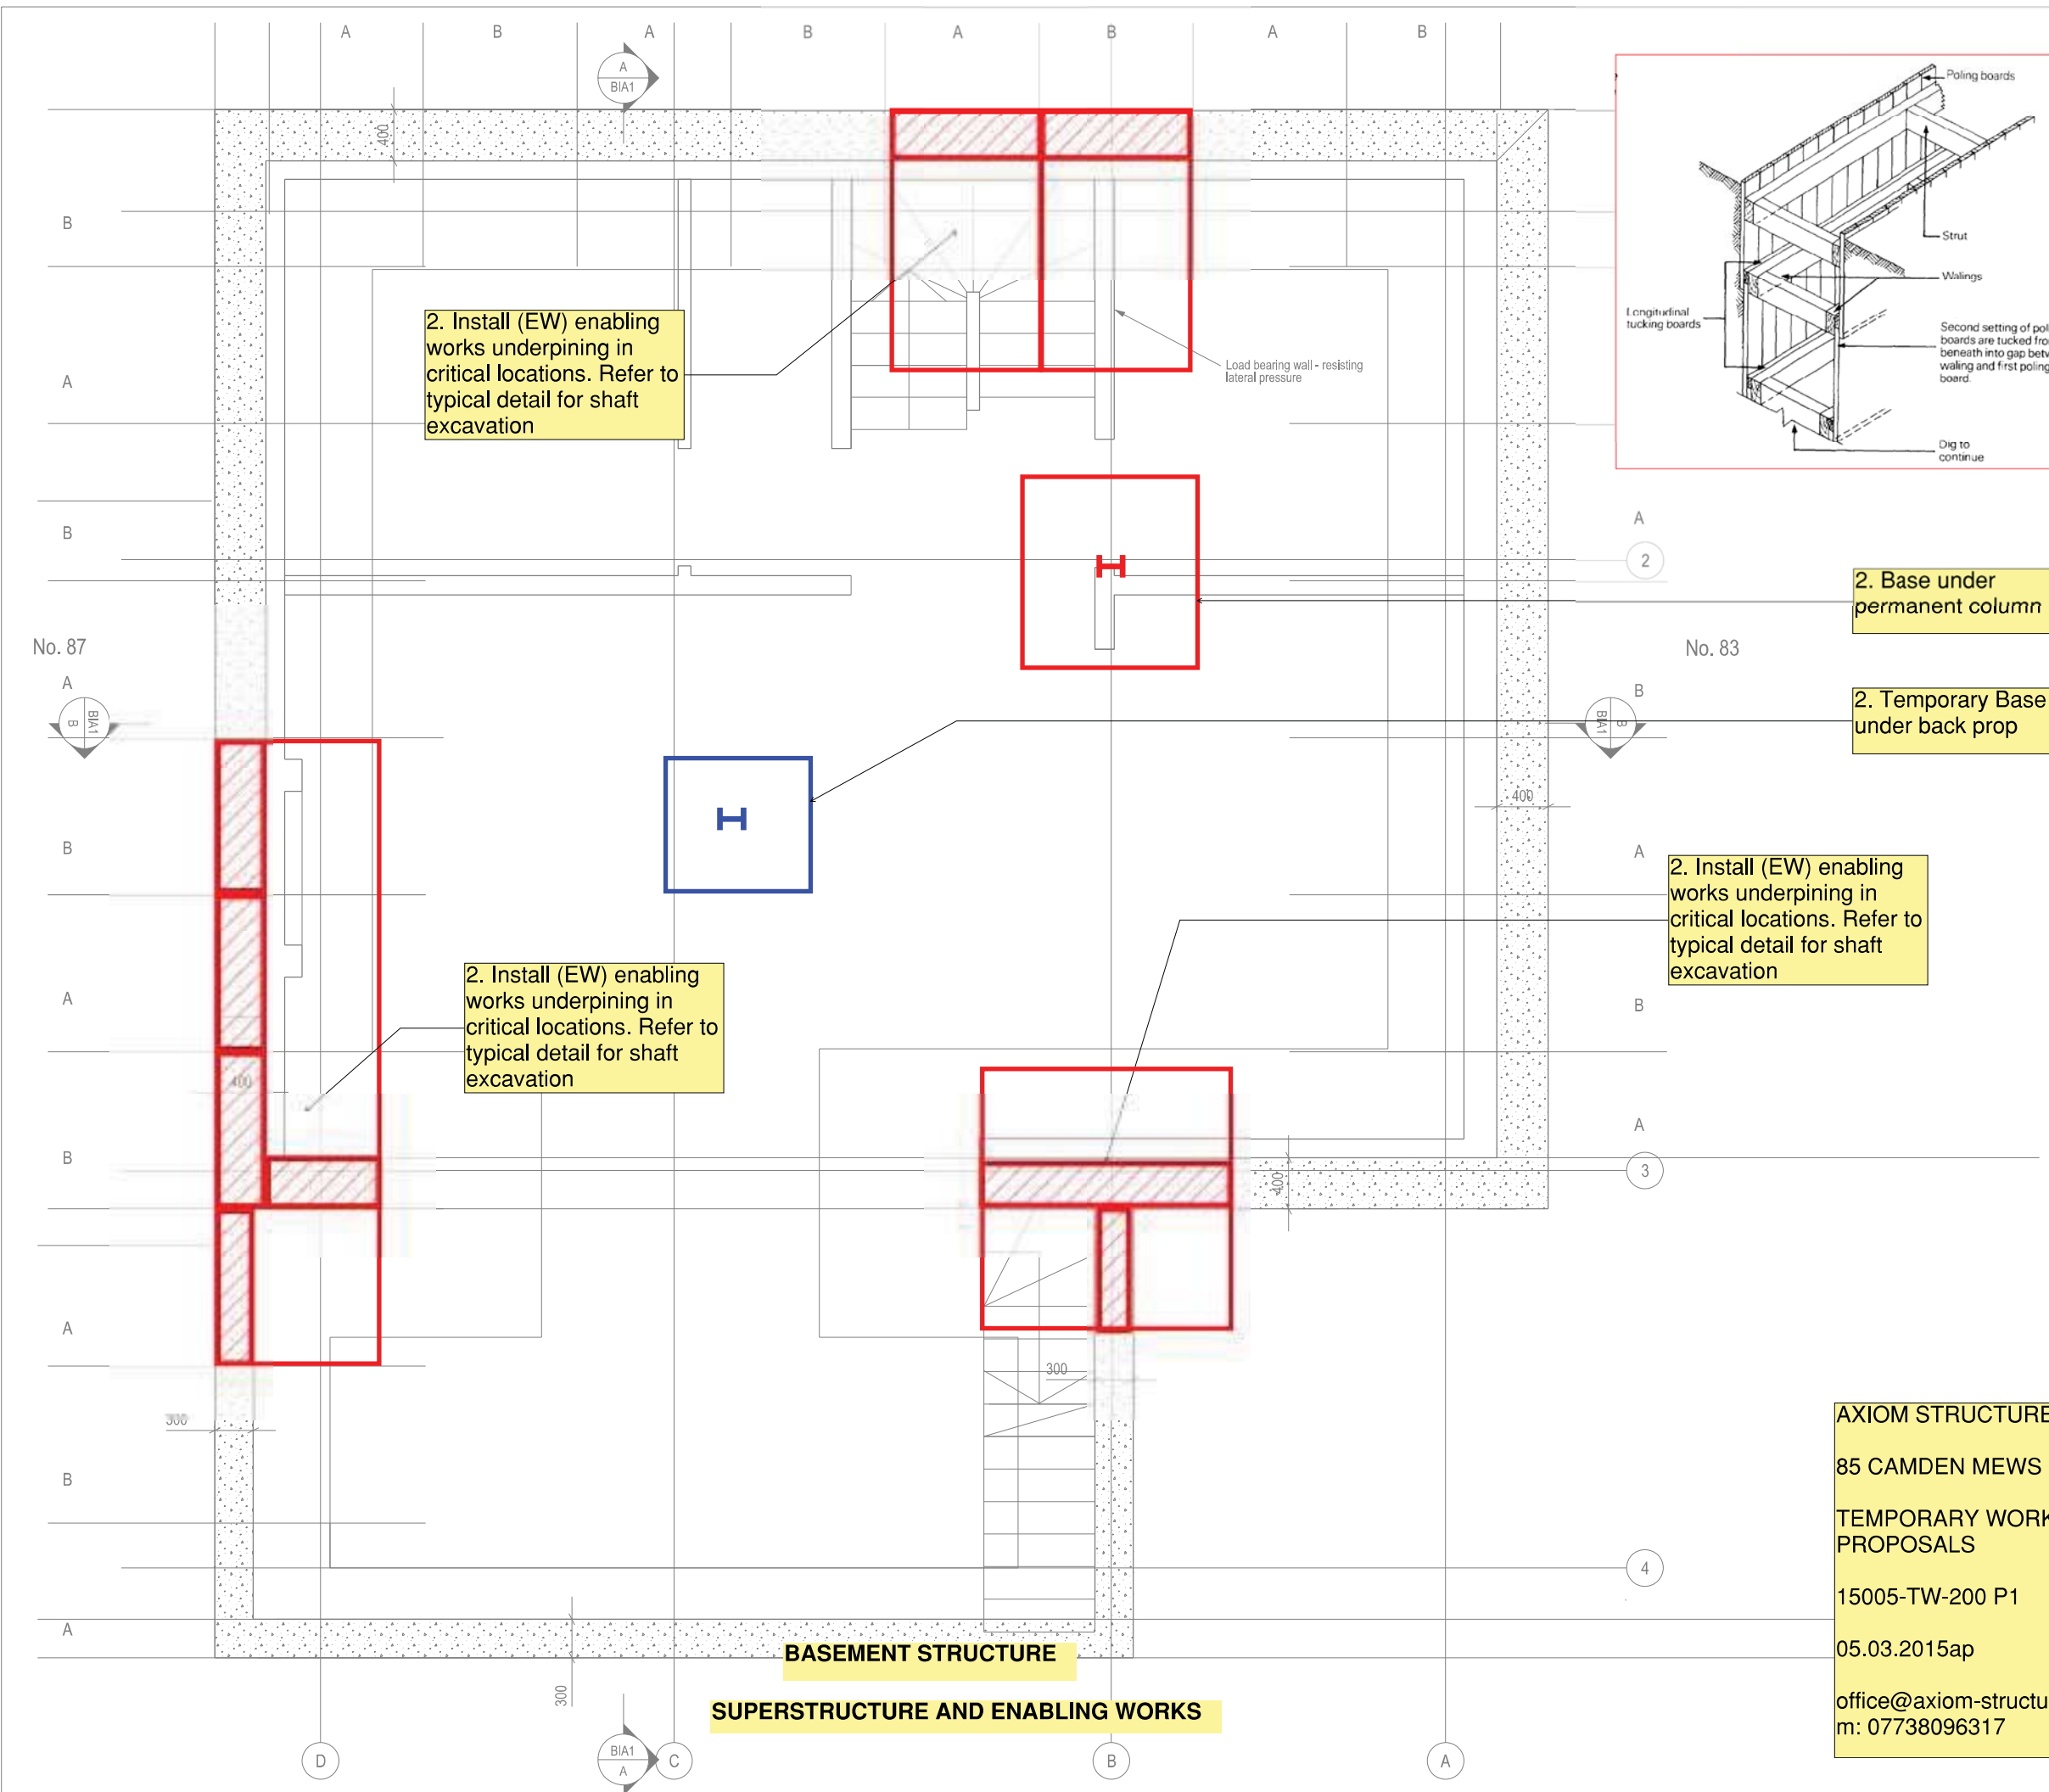 A B A B A B A B
A
BIA1
400
Poling boards
Strut
Walings
Longitudinal
tucking boards
Second setting of
boards are tucked
beneath into gap
waling and first poling
board.
Dig to
continue
B
2. Install (EW) enabling
works underpining in
critical locations. Refer to
typical detail for shaft
excavation
Load bearing wall - resisting
lateral pressure
A
B
A
2
2. Base under
permanent column
No. 87
No. 83
A
B
B
BIA1
B
BIA1
2. Temporary Base
under back prop
400
B
A
2. Install (EW) enabling
works underpining in
critical locations. Refer to
typical detail for shaft
excavation
2. Install (EW) enabling
works underpining in
critical locations. Refer to
typical detail for shaft
excavation
A
B
400
A
B
3
400
A
300
300
B
AXIOM STRUCTURE
85 CAMDEN MEWS
TEMPORARY WORK
PROPOSALS
15005-TW-200 P1
05.03.2015ap
office@axiom-structu
m: 07738096317
4
A
BASEMENT STRUCTURE
300
SUPERSTRUCTURE AND ENABLING WORKS
D
BIA1
A
C
B
A